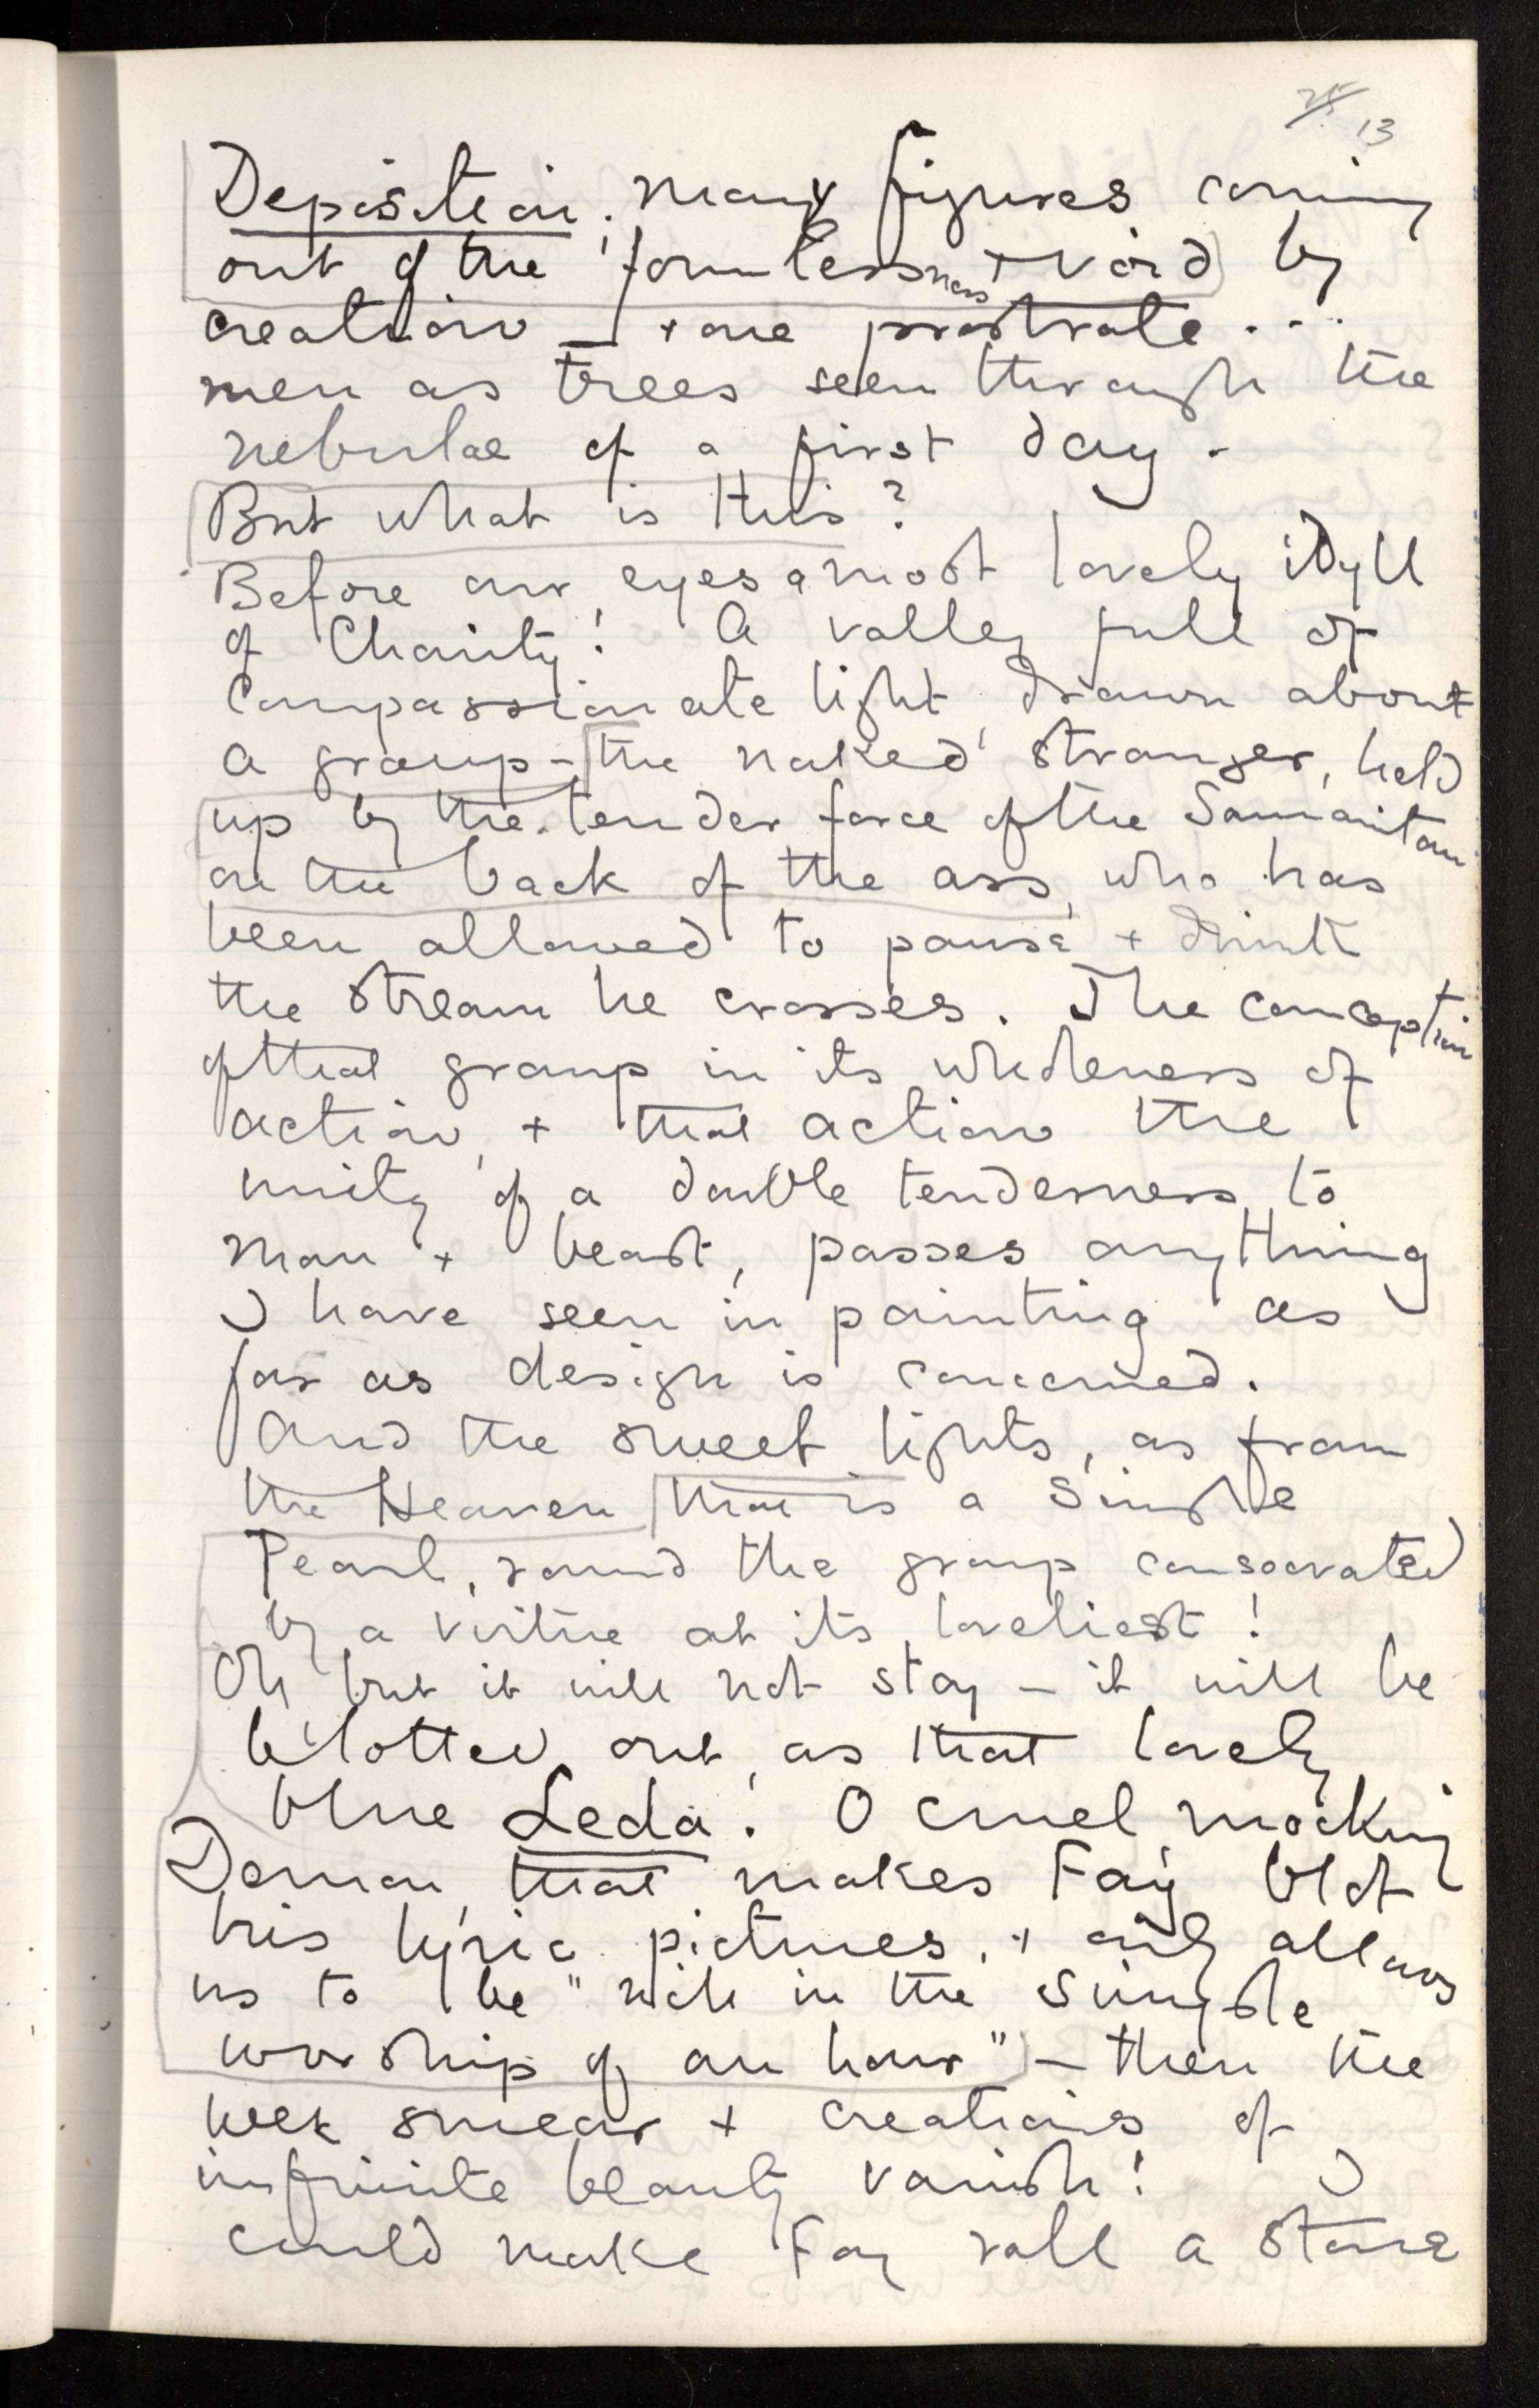 25 13
Deposition; many figures coming
out of the formlessness + void by
creation – + one prostrate...
men as trees seen through the
nebulae of a first day.
But what is this?
Before our eyes a most lovely idyll
of Charity! A valley full of
compassionate light, drawn about
a group – the naked stranger, held
up by the tender force of the Samaritan
on the back of the ass, who has
been allowed to pause + drink
the stream he crosses. The conception
of that group in its wholeness of
action, + that action the
unity of a double tenderness to
man + beast, passes anything
I have seen in painting as
far as design is concerned.
And the sweet lights, as from
the Heaven that is a single
Pearl, round the group consecrated
by a virtue at its loveliest!
Oh but it will not stay – it will be
blotted out, as that lovely
blue Leda! O cruel mocking
Demon, that makes Fay blot
his lyric pictures, + only allows
us to be "rich in the simple
worship of an hour" – then the
wet smear + creations of
infinite beauty vanish! I
could make Fay roll a stone